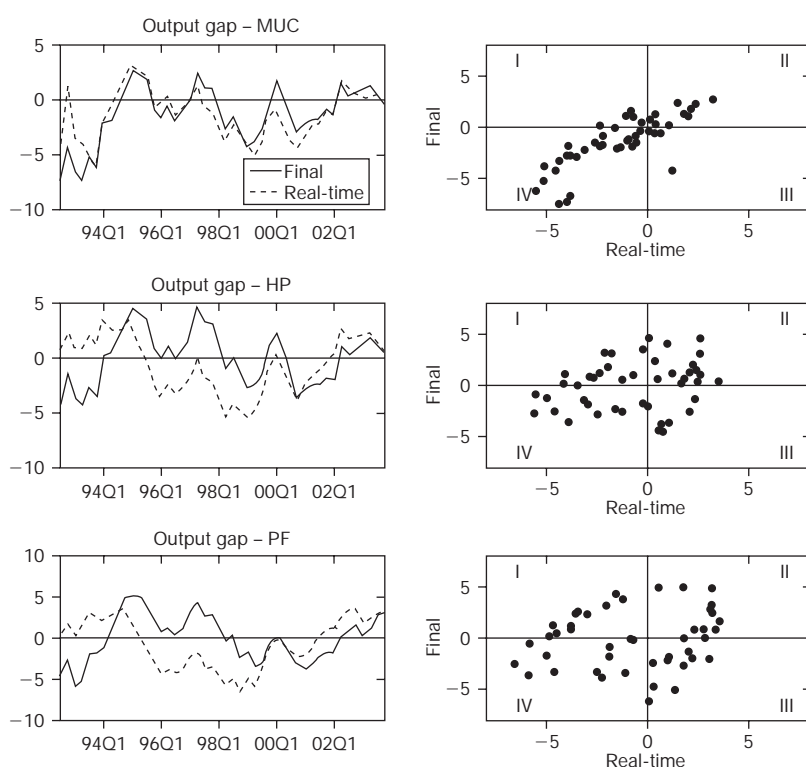 Output gap – MUC
5
0
−5
−10
94Q1 96Q1 98Q1 00Q1 02Q1
Final
Real-time
5
0
−5
Final
I II
IV III
−5 0 5
Real-time
Output gap – HP
5
0
−5
−10
94Q1 96Q1 98Q1 00Q1 02Q1
5
0
−5
Final
I II
IV III
−5 0 5
Real-time
Output gap – PF
10
5
0
−5
−10
94Q1 96Q1 98Q1 00Q1 02Q1
5
0
−5
Final
I II
IV III
−5 0 5
Real-time